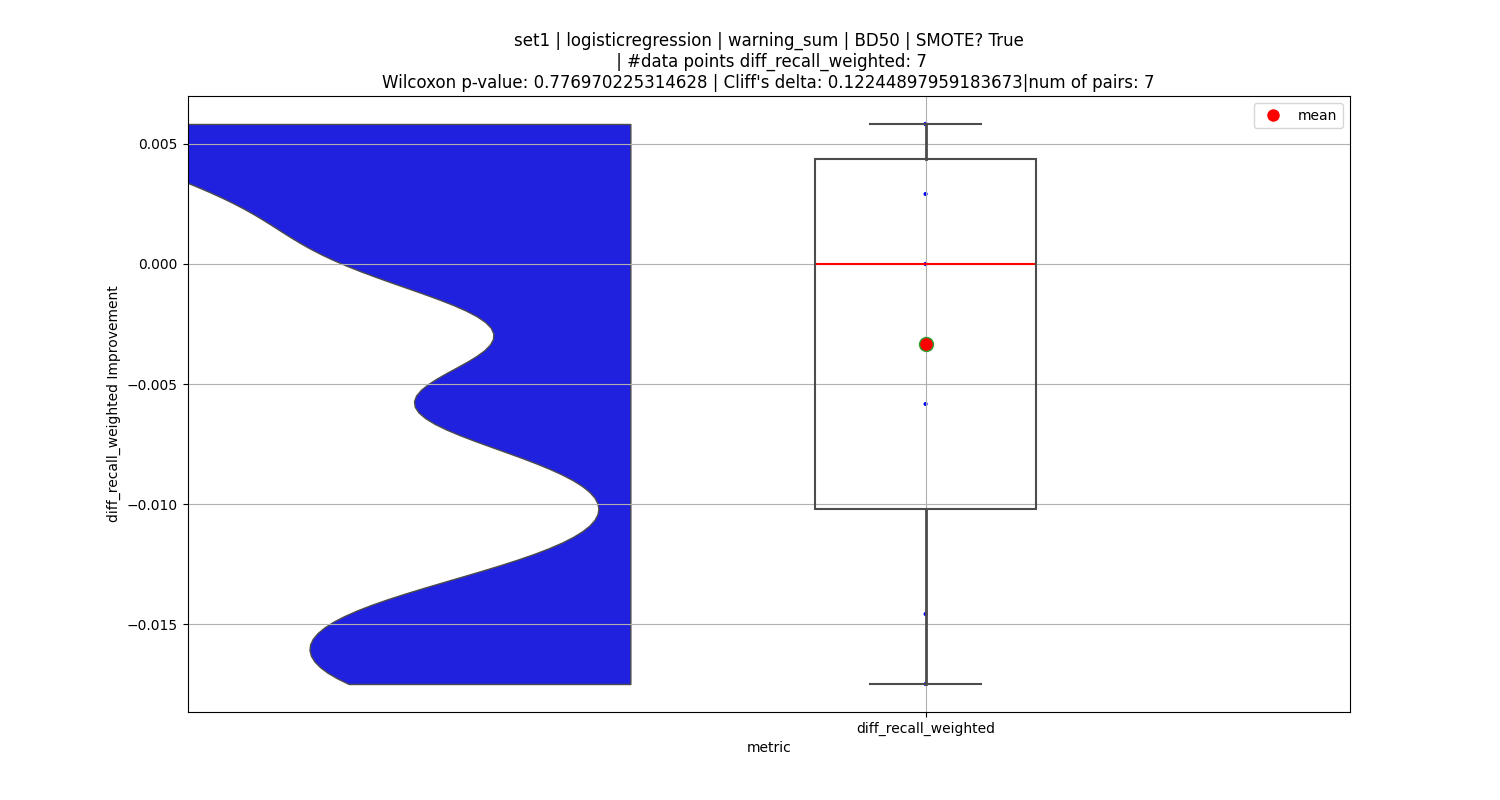 set1 | logisticregression | warning_sum | BD50 | SMOTE? True
| #data points diff_recall_weighted: 7
Wilcoxon p-value: 0.776970225314628 | Cliff's delta: 0.12244897959183673|num of pairs: 7
mean
0.005
0.000
−0.005
−0.010
−0.015
diff_recall_weighted Improvement
diff_recall_weighted
metric